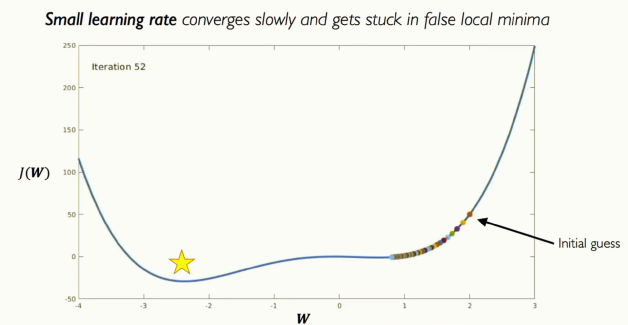 Small learning rate converges slowly and gets stuck in false local minima
250
Iteration 52
200
150
J(W)
100
50
Initial guess
0
-50
-4 -3 -2 -1 0 1 2 3
W